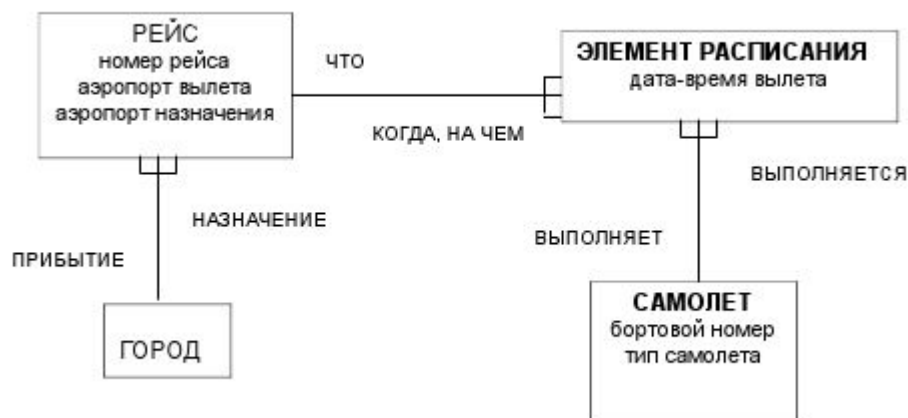 РЕЙС
номер рейса
аэропорт вылета
аэропорт назначения
ЧТО
ЭЛЕМЕНТ РАСПИСАНИЯ
дата-время вылета
КОГДА, НА ЧЕМ
ВЫПОЛНЯЕТСЯ
НАЗНАЧЕНИЕ
ВЫПОЛНЯЕТ
ПРИБЫТИЕ
САМОЛЕТ
бортовой номер
тип самолета
ГОРОД